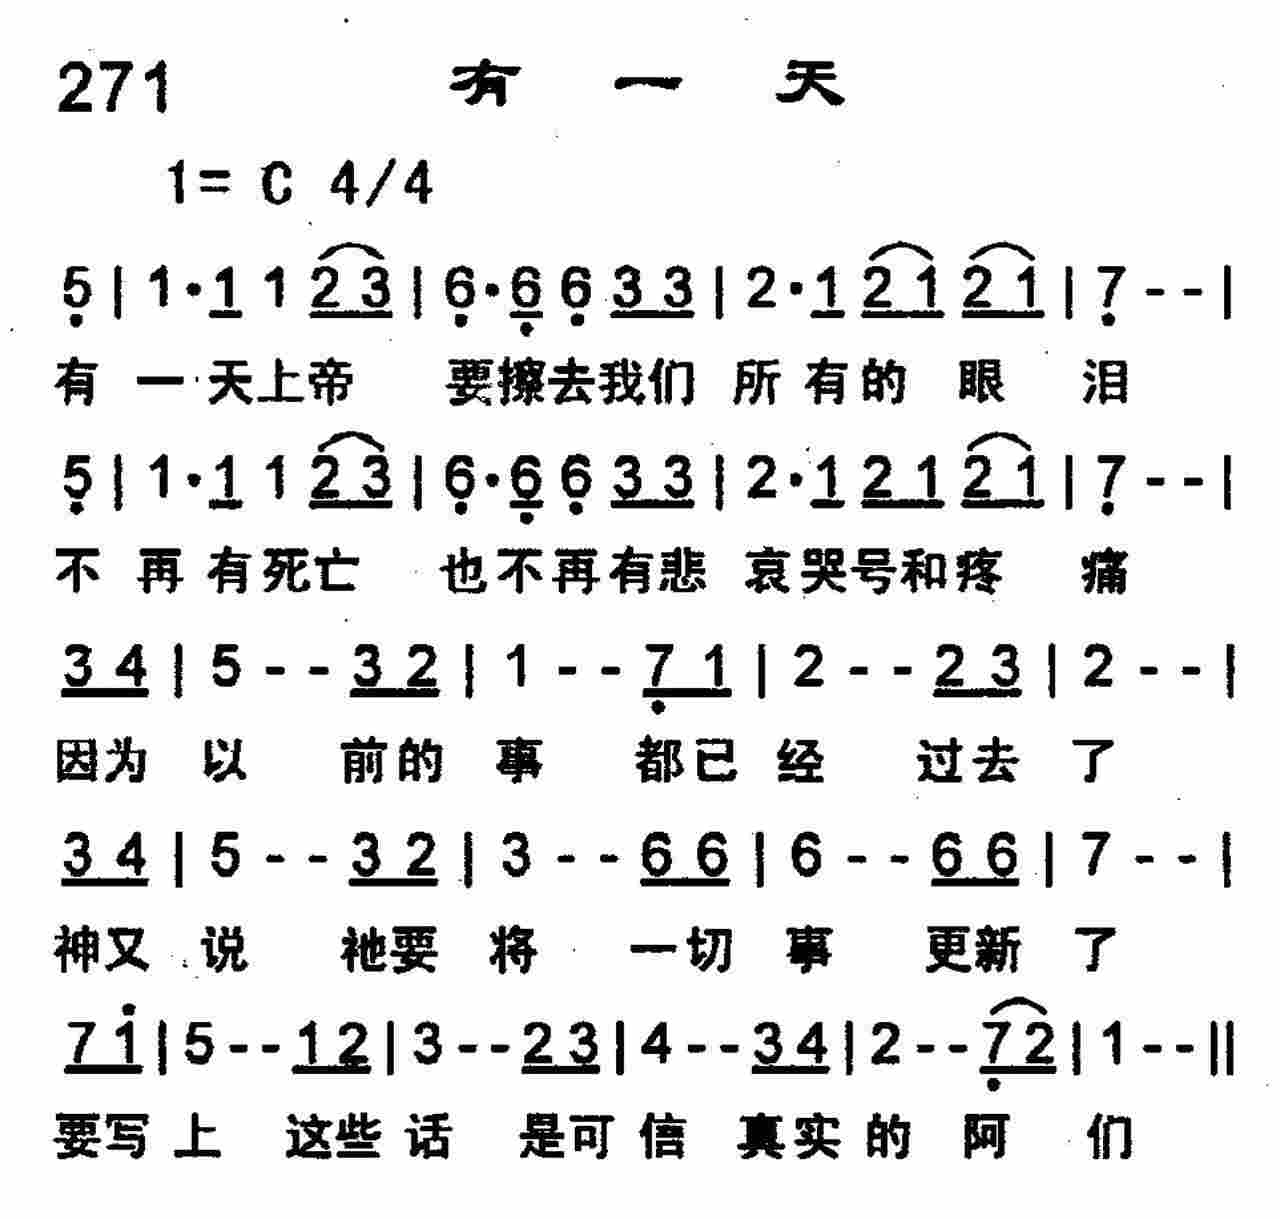 271 有一天
1= C 4/4
5 | 1·1 1 2 3 | 6·6 6 3 3 | 2·1 2 1 2 1 | 7 - - |
有 一 天上帝 要擦去我们 所有的 眼 泪
5 | 1·1 1 2 3 | 6·6 6 3 3 | 2·1 2 1 2 1 | 7 - - |
不 再 有死亡 也不再有悲 哀哭号和疼 痛
3 4 | 5 - - 3 2 | 1 - - 7 1 | 2 - - 2 3 | 2 - - |
因为 以 前的 事 都已 经 过去 了
3 4 | 5 - - 3 2 | 3 - - 6 6 | 6 - - 6 6 | 7 - - |
神又 说 祂要 将 一切 事 更新 了
7 i | 5 - - 1 2 | 3 - - 2 3 | 4 - - 3 4 | 2 - - 7 2 | 1 - - ||
要写 上 这些 话 是可 信 真实 的 阿 们